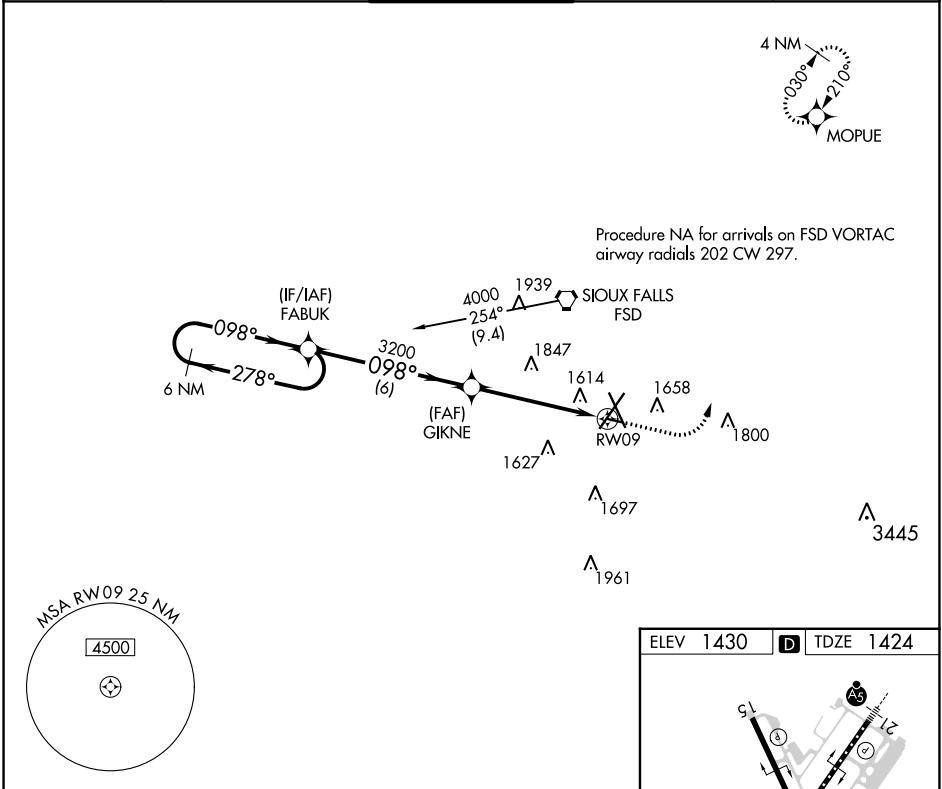 4 NM
030°
210°
MOPUE
Procedure NA for arrivals on FSD VORTAC
airway radials 202 CW 297.
(IF/IAF)
FABUK
4000
254°
(9.4)
1939
SIOUX FALLS
FSD
098°
278°
6 NM
3200
098°
(6)
1847
(FAF)
GIKNE
1614
1658
RW09
1800
1627
1697
3445
1961
MSA RW09 25 NM
4500
ELEV 1430 D TDZE 1424
A5
15
21
P
P